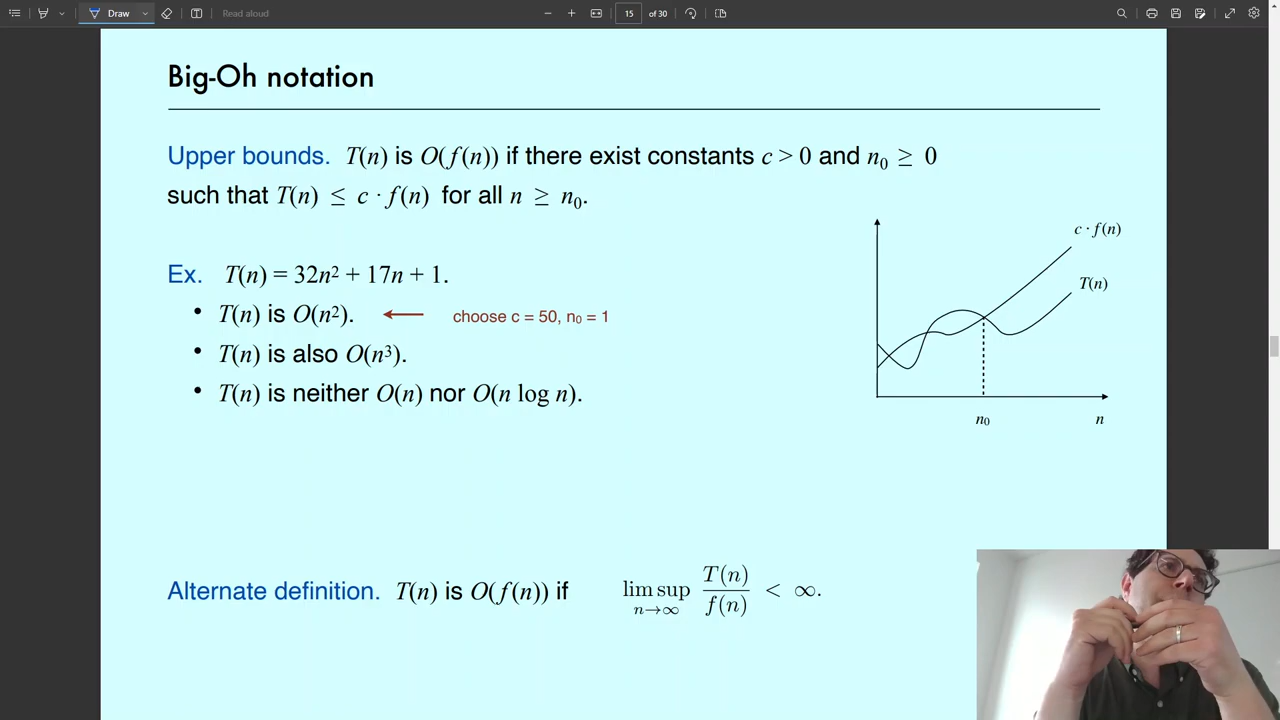 Draw
Read aloud
15 of 30
Big-Oh notation
Upper bounds. T(n) is O(f(n)) if there exist constants c > 0 and n₀ ≥ 0
such that T(n) ≤ c · f(n) for all n ≥ n₀.
c · f(n)
T(n)
n₀
n
Ex. T(n) = 32n² + 17n + 1.
• T(n) is O(n²). choose c = 50, n₀ = 1
• T(n) is also O(n³).
• T(n) is neither O(n) nor O(n log n).
Alternate definition. T(n) is O(f(n)) if lim sup n→∞ T(n)/f(n) < ∞.